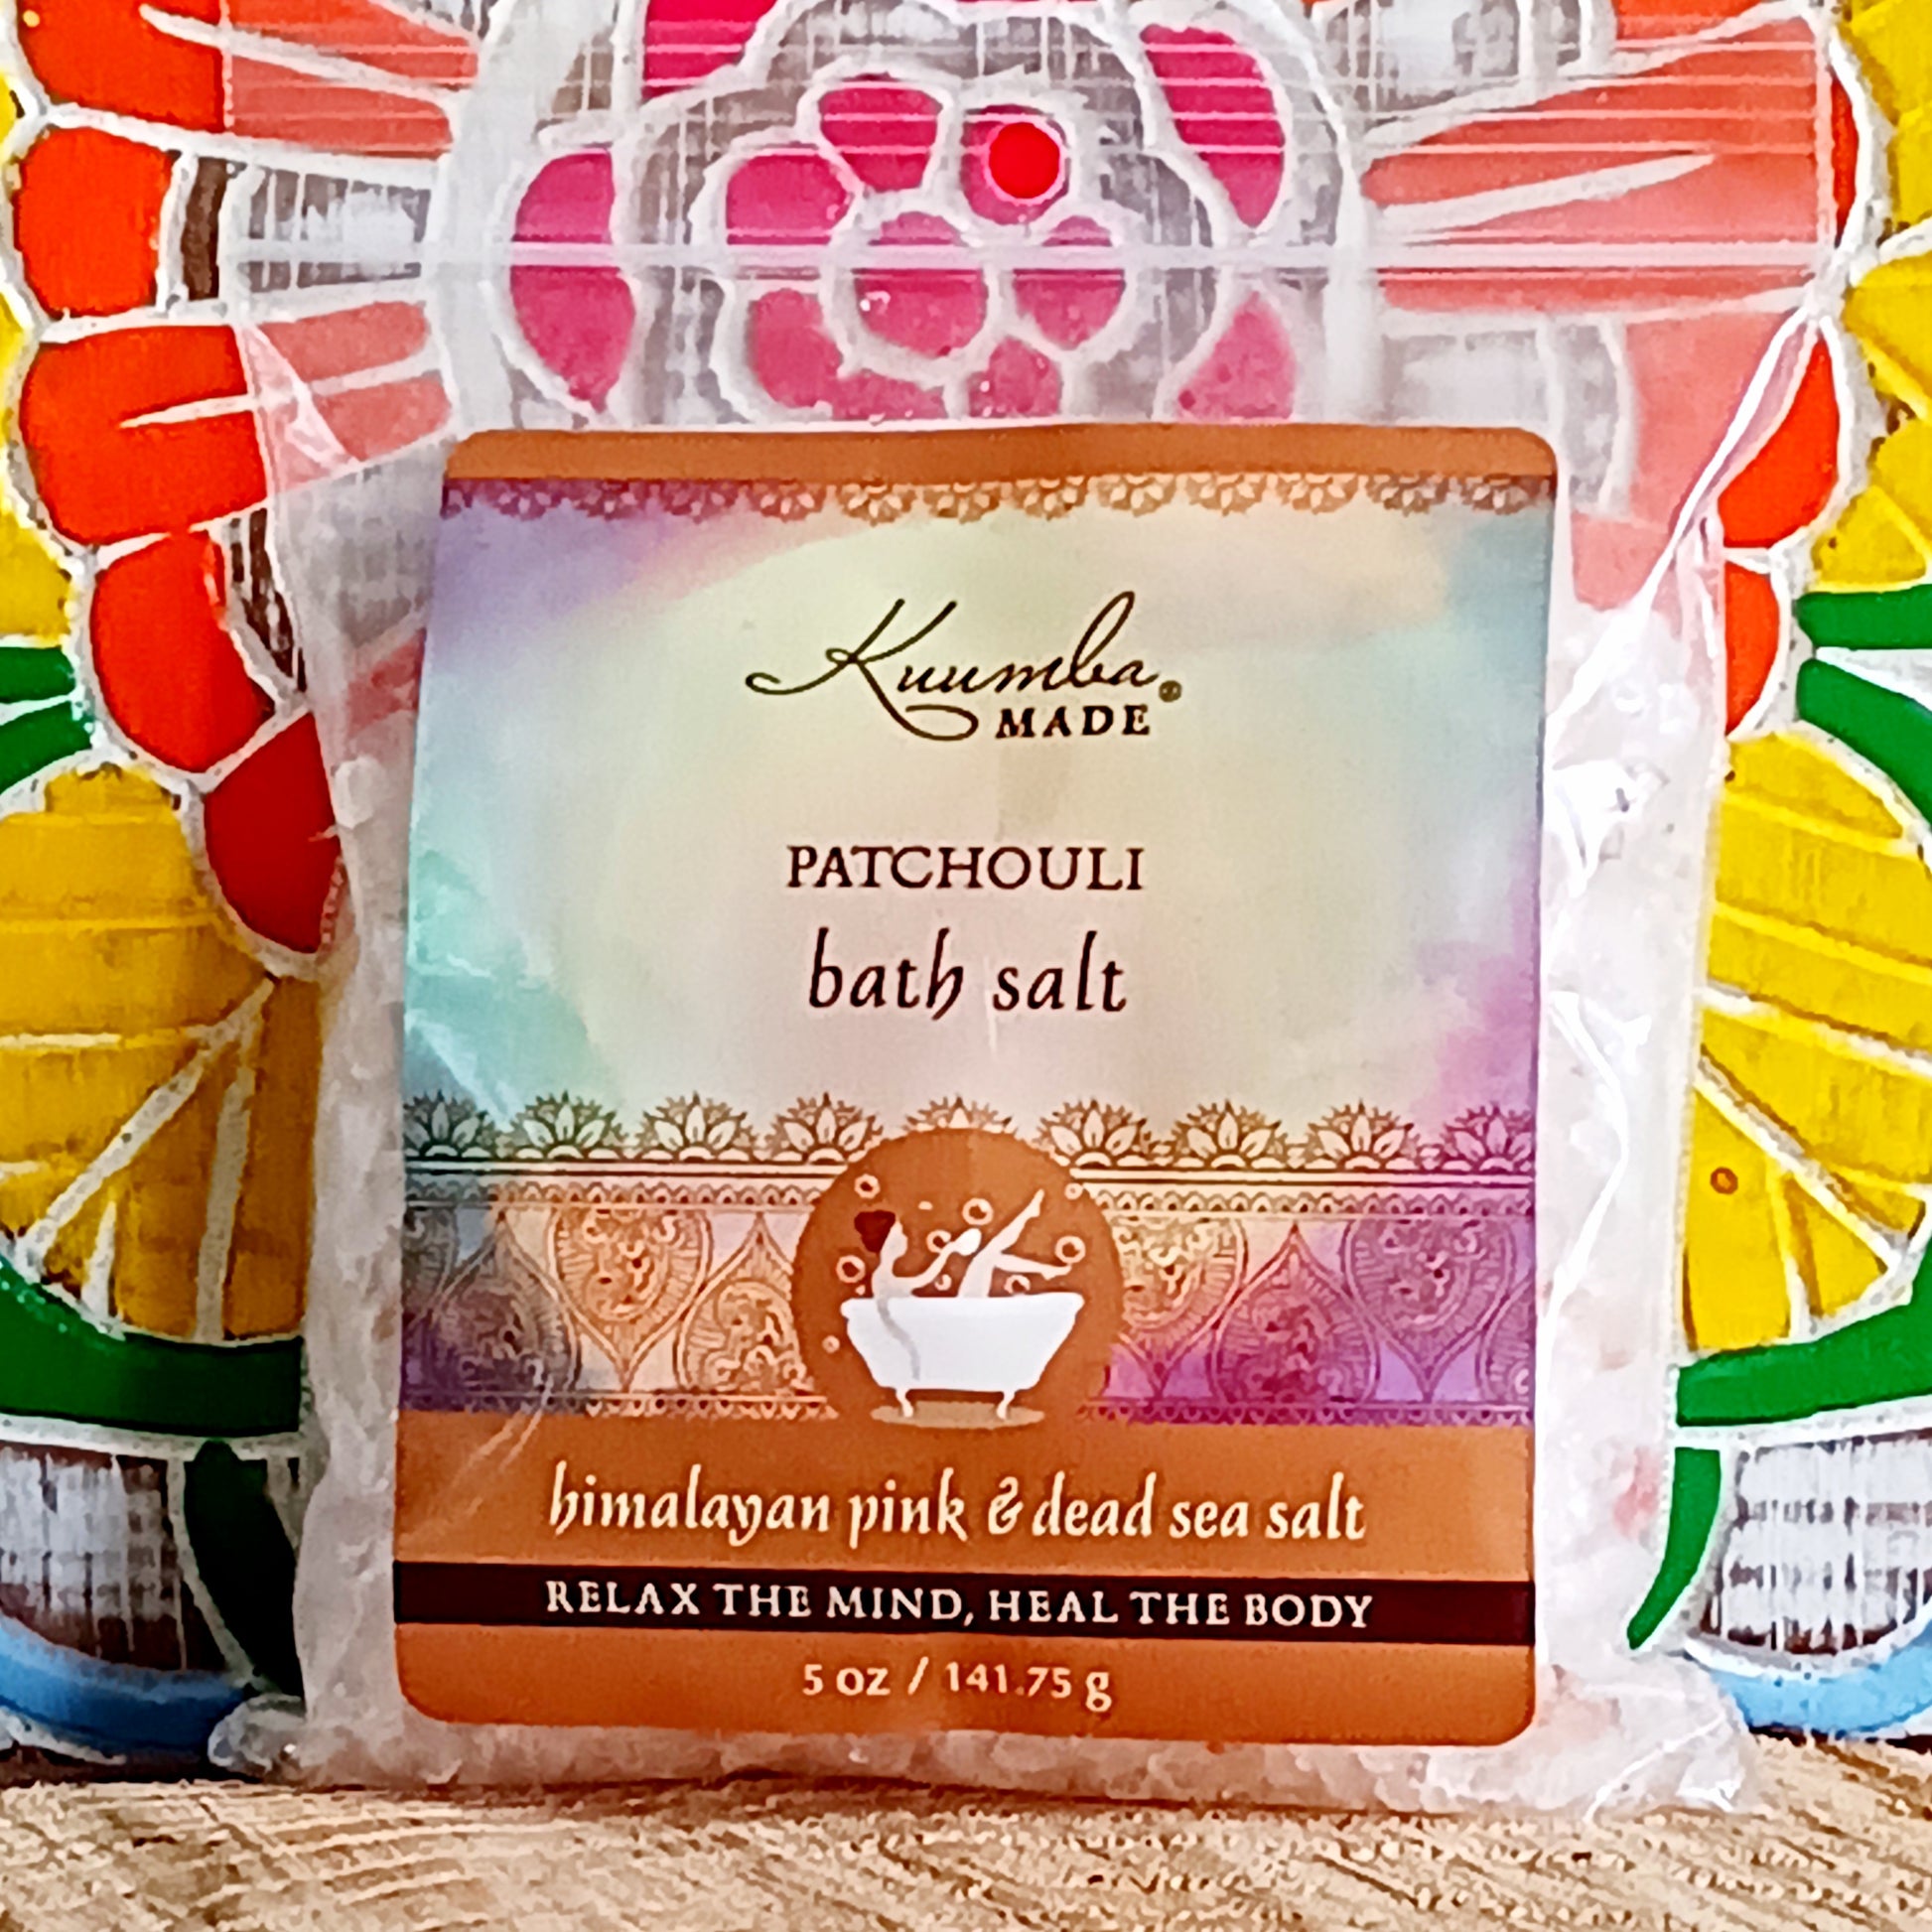 Kuumba
MADE
PATCHOULI
bath salt
himalayan pink & dead sea salt
RELAX THE MIND, HEAL THE BODY
5 oz / 141.75 g